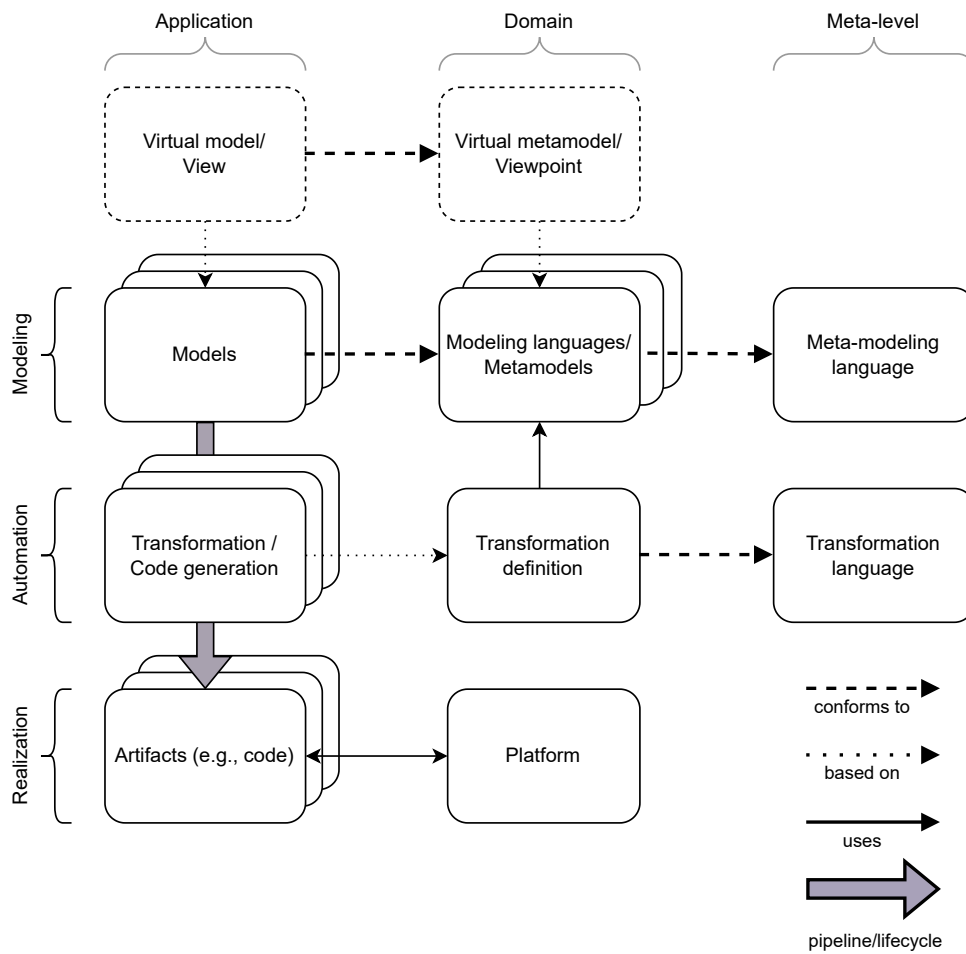 Application
Domain
Meta-level
Virtual model/
View
Virtual metamodel/
Viewpoint
Modeling
Models
Modeling languages/
Metamodels
Meta-modeling
language
Automation
Transformation /
Code generation
Transformation
definition
Transformation
language
Realization
Artifacts (e.g., code)
Platform
conforms to
based on
uses
pipeline/lifecycle